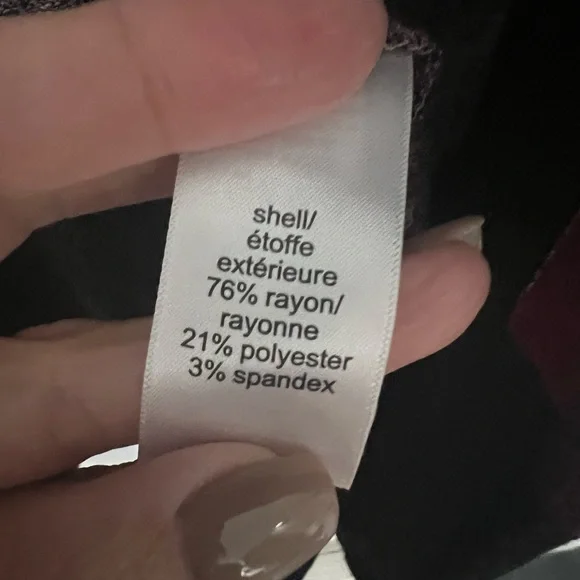 shell/
étoffe
extérieure
76% rayon/
rayonne
21% polyester
3% spandex